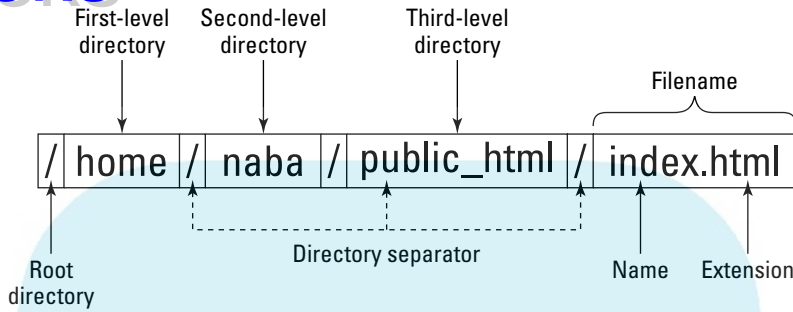 First-level
directory
Second-level
directory
Third-level
directory
Filename
/ home / naba / public_html / index.html
Directory separator
Root
directory
Name
Extension